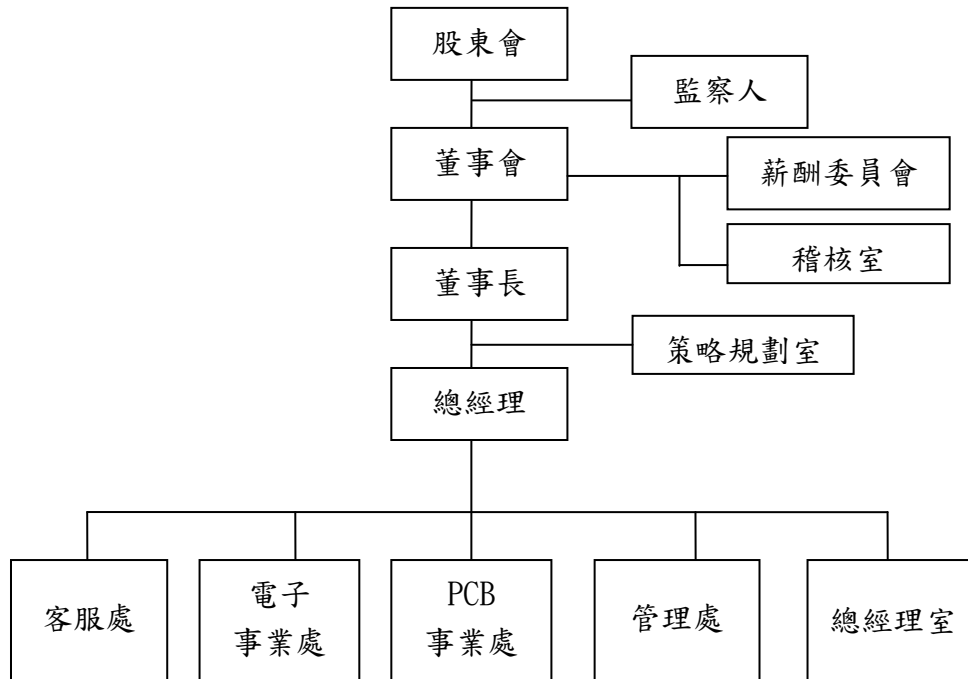 股東會
監察人
董事會
薪酬委員會
稽核室
董事長
策略規劃室
總經理
客服處
電子
事業處
PCB
事業處
管理處
總經理室